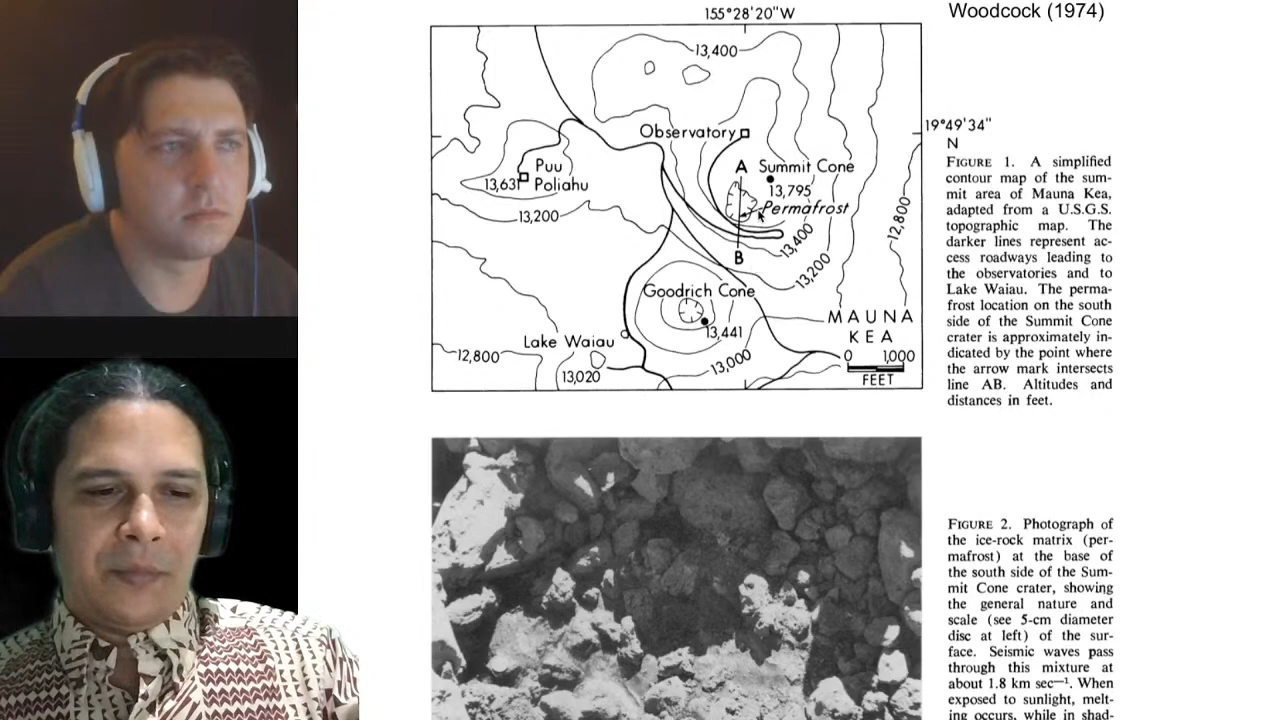 Woodcock (1974)
155°28'20"W
13,400
19°49'34"
N
Observatory
A
Summit Cone
Puu
Poliahu
13,631
13,795
Permafrost
13,200
12,800
13,400
B
13,200
Goodrich Cone
MAUNA
KEA
13,441
Lake Waiau
12,800
13,020
13,000
0 1,000
FEET
FIGURE 1. A simplified
contour map of the sum-
mit area of Mauna Kea,
adapted from a U.S.G.S.
topographic map. The
darker lines represent ac-
cess roadways leading to
the observatories and to
Lake Waiau. The perma-
frost location on the south
side of the Summit Cone
crater is approximately in-
dicated by the point where
the arrow mark intersects
line AB. Altitudes and
distances in feet.
FIGURE 2. Photograph of
the ice-rock matrix (per-
mafrost) at the base of
the south side of the Sum-
mit Cone crater, showing
the general nature and
scale (see 5-cm diameter
disc at left) of the sur-
face. Seismic waves pass
through this mixture at
about 1.8 km sec⁻¹. When
exposed to sunlight, melt-
ing occurs, while in shad-